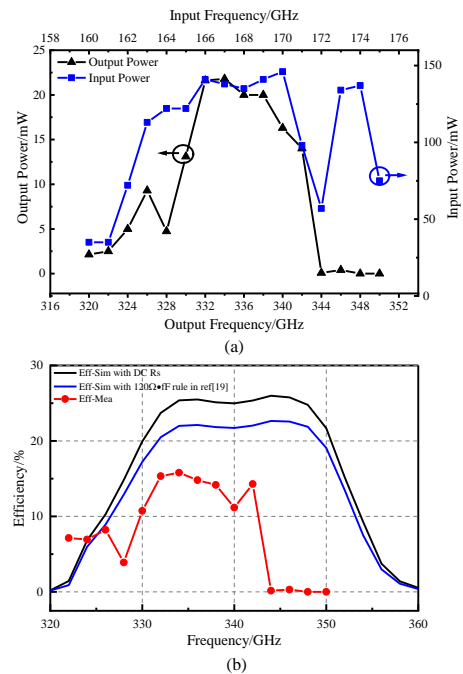 Input Frequency/GHz
158 160 162 164 166 168 170 172 174 176
25
20
15
10
5
0
Output Power/mW
Output Power
Input Power
150
100
50
0
Input Power/mW
316 320 324 328 332 336 340 344 348 352
Output Frequency/GHz
(a)
30
20
10
0
Efficiency/%
Eff-Sim with DC Rs
Eff-Sim with 120Ω•fF rule in ref[19]
Eff-Mea
320 330 340 350 360
Frequency/GHz
(b)